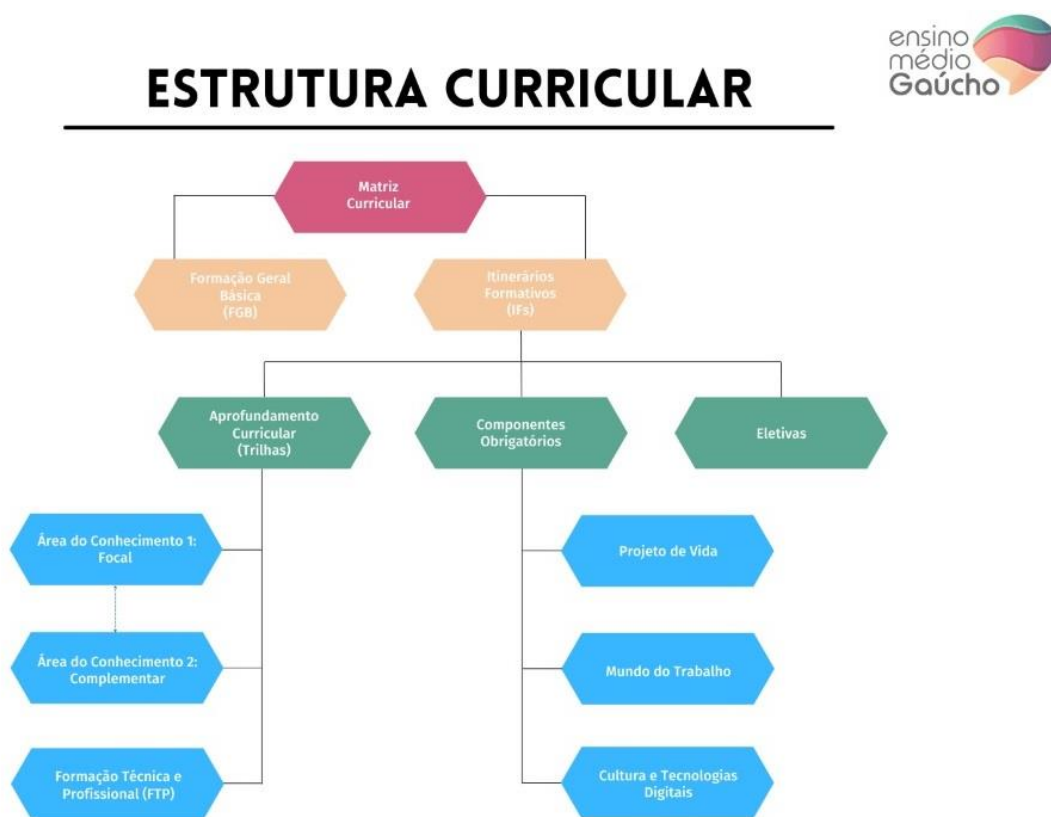 ensino
médio
Gaúcho
ESTRUTURA CURRICULAR
Matriz
Curricular
Formação Geral
Básica
(FGB)
Itinerários
Formativos
(IFs)
Aprofundamento
Curricular
(Trilhas)
Componentes
Obrigatórios
Eletivas
Área do Conhecimento 1:
Focal
Projeto de Vida
Área do Conhecimento 2:
Complementar
Mundo do Trabalho
Formação Técnica e
Profissional (FTP)
Cultura e Tecnologias
Digitais